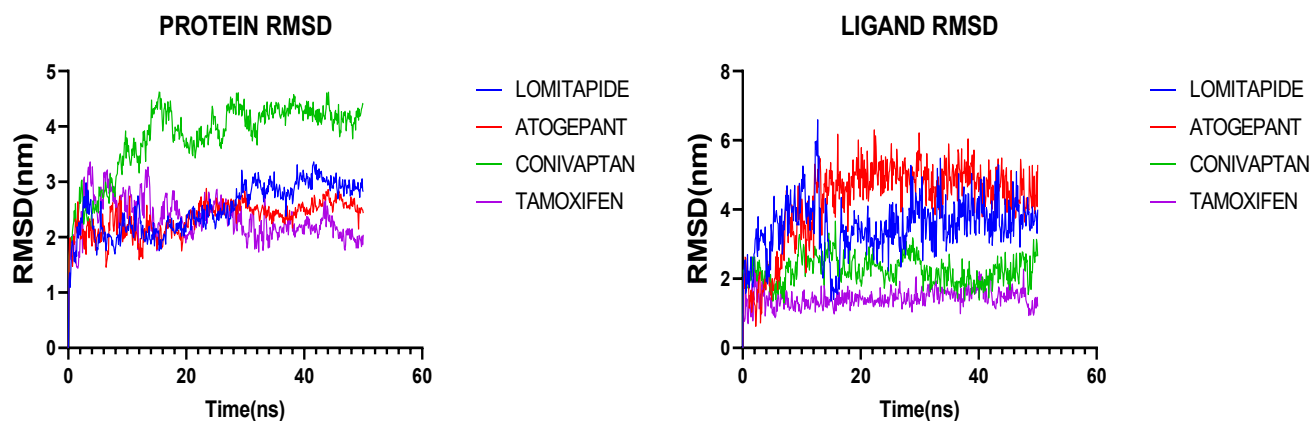 PROTEIN RMSD
RMSD(nm)
5
4
3
2
1
0
0 20 40 60
Time(ns)
LOMITAPIDE
ATOGEPANT
CONIVAPTAN
TAMOXIFEN
LIGAND RMSD
RMSD(nm)
8
6
4
2
0
0 20 40 60
Time(ns)
LOMITAPIDE
ATOGEPANT
CONIVAPTAN
TAMOXIFEN